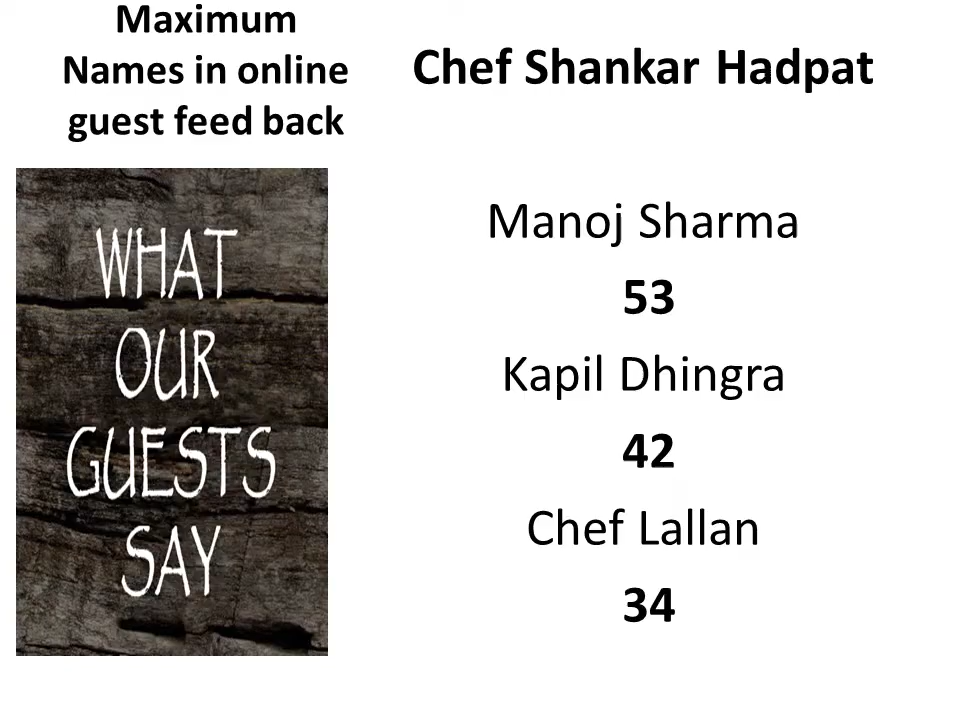 Maximum
Names in online
guest feed back
Chef Shankar Hadpat
WHAT
OUR
GUESTS
SAY
Manoj Sharma
53
Kapil Dhingra
42
Chef Lallan
34